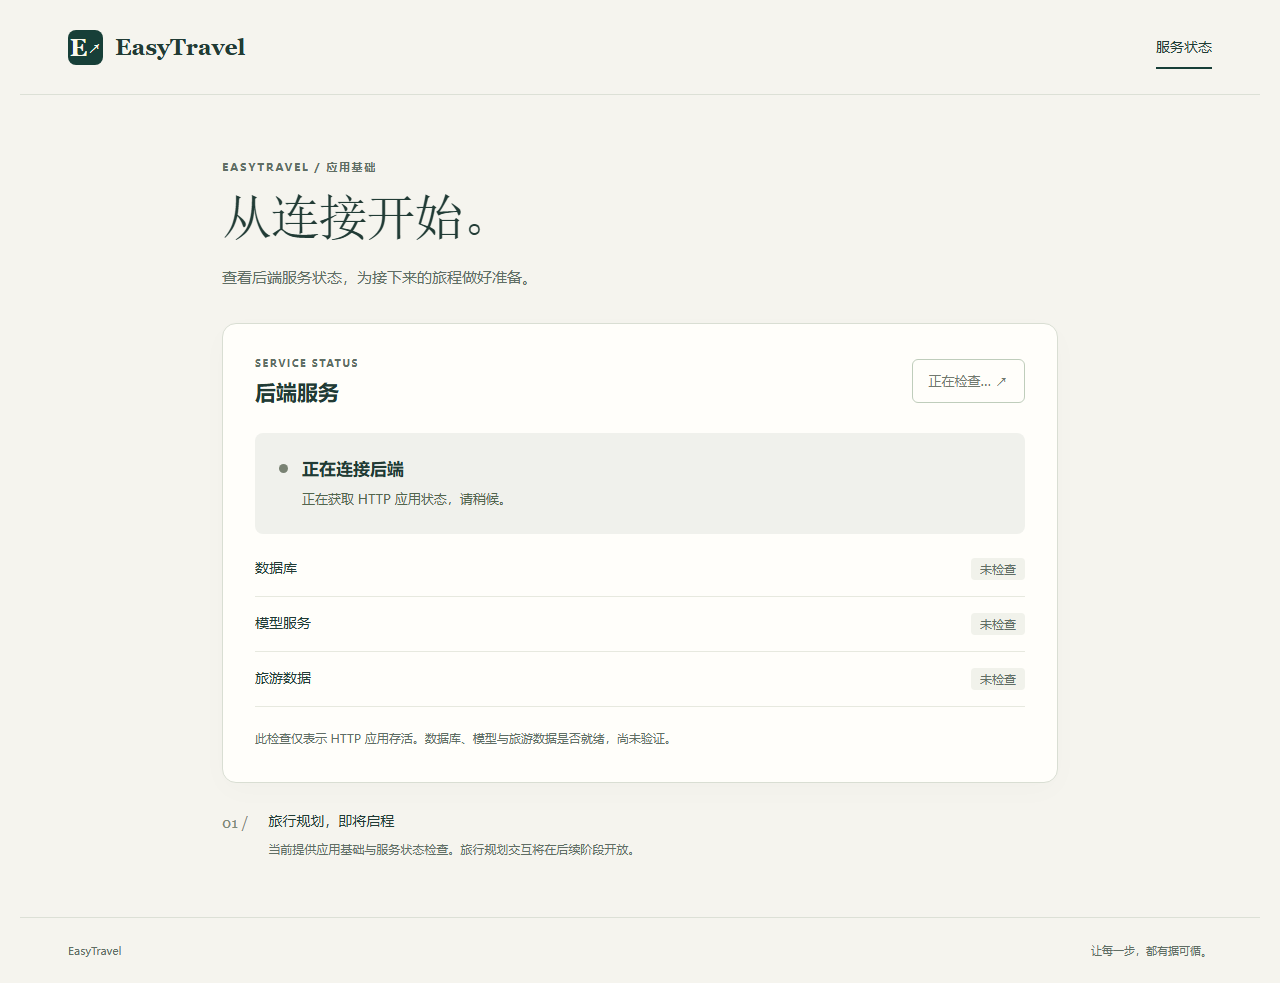 E↗ EasyTravel
服务状态
EASYTRAVEL / 应用基础
从连接开始。
查看后端服务状态，为接下来的旅程做好准备。
SERVICE STATUS
后端服务
正在检查... ↗
正在连接后端
正在获取 HTTP 应用状态，请稍候。
数据库
未检查
模型服务
未检查
旅游数据
未检查
此检查仅表示 HTTP 应用存活。数据库、模型与旅游数据是否就绪，尚未验证。
01 /
旅行规划，即将启程
当前提供应用基础与服务状态检查。旅行规划交互将在后续阶段开放。
EasyTravel
让每一步，都有据可循。